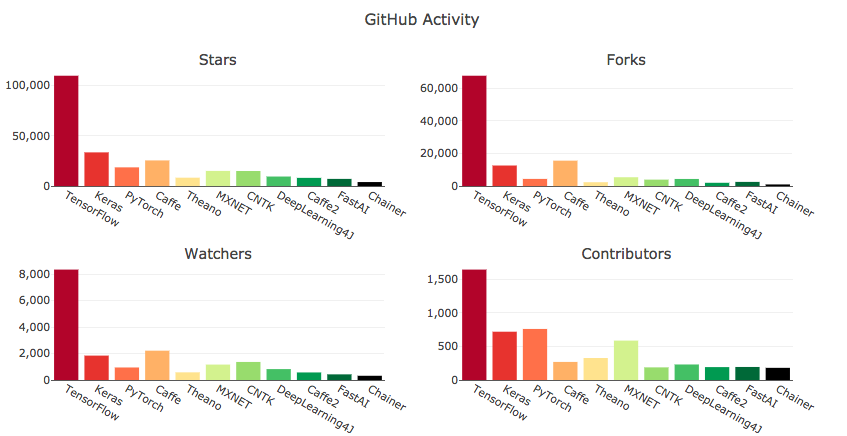 GitHub Activity
Stars
100,000
50,000
0
TensorFlow
Keras
PyTorch
Caffe
Theano
MXNET
CNTK
DeepLearning4J
Caffe2
FastAI
Chainer
Forks
60,000
40,000
20,000
0
TensorFlow
Keras
PyTorch
Caffe
Theano
MXNET
CNTK
DeepLearning4J
Caffe2
FastAI
Chainer
Watchers
8,000
6,000
4,000
2,000
0
TensorFlow
Keras
PyTorch
Caffe
Theano
MXNET
CNTK
DeepLearning4J
Caffe2
FastAI
Chainer
Contributors
1,500
1,000
500
0
TensorFlow
Keras
PyTorch
Caffe
Theano
MXNET
CNTK
DeepLearning4J
Caffe2
FastAI
Chainer